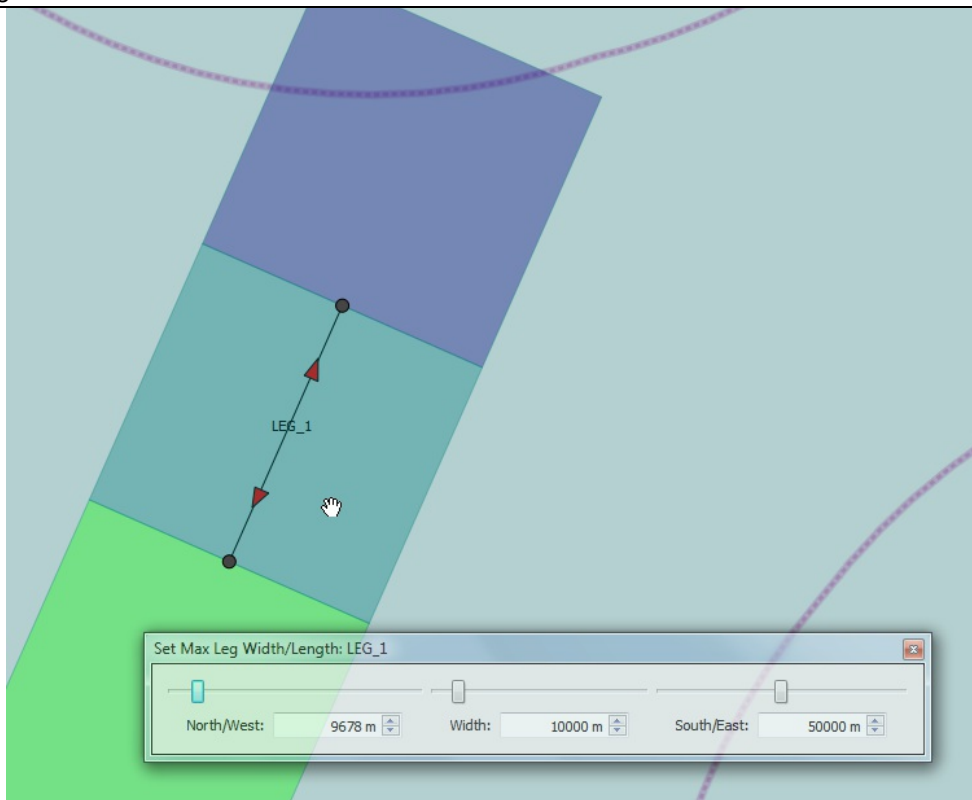 LEG_1
Set Max Leg Width/Length: LEG_1
North/West: 9678 m Width: 10000 m South/East: 50000 m